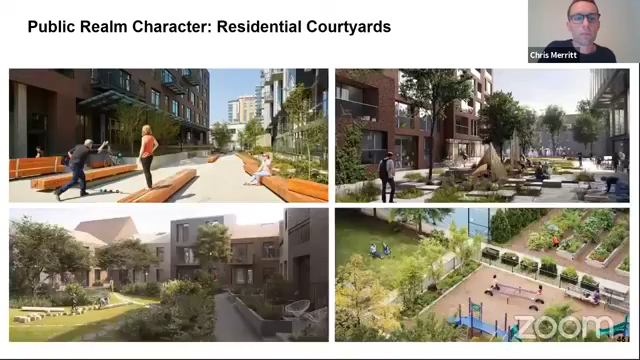 Public Realm Character: Residential Courtyards
Chris Merritt
zoom